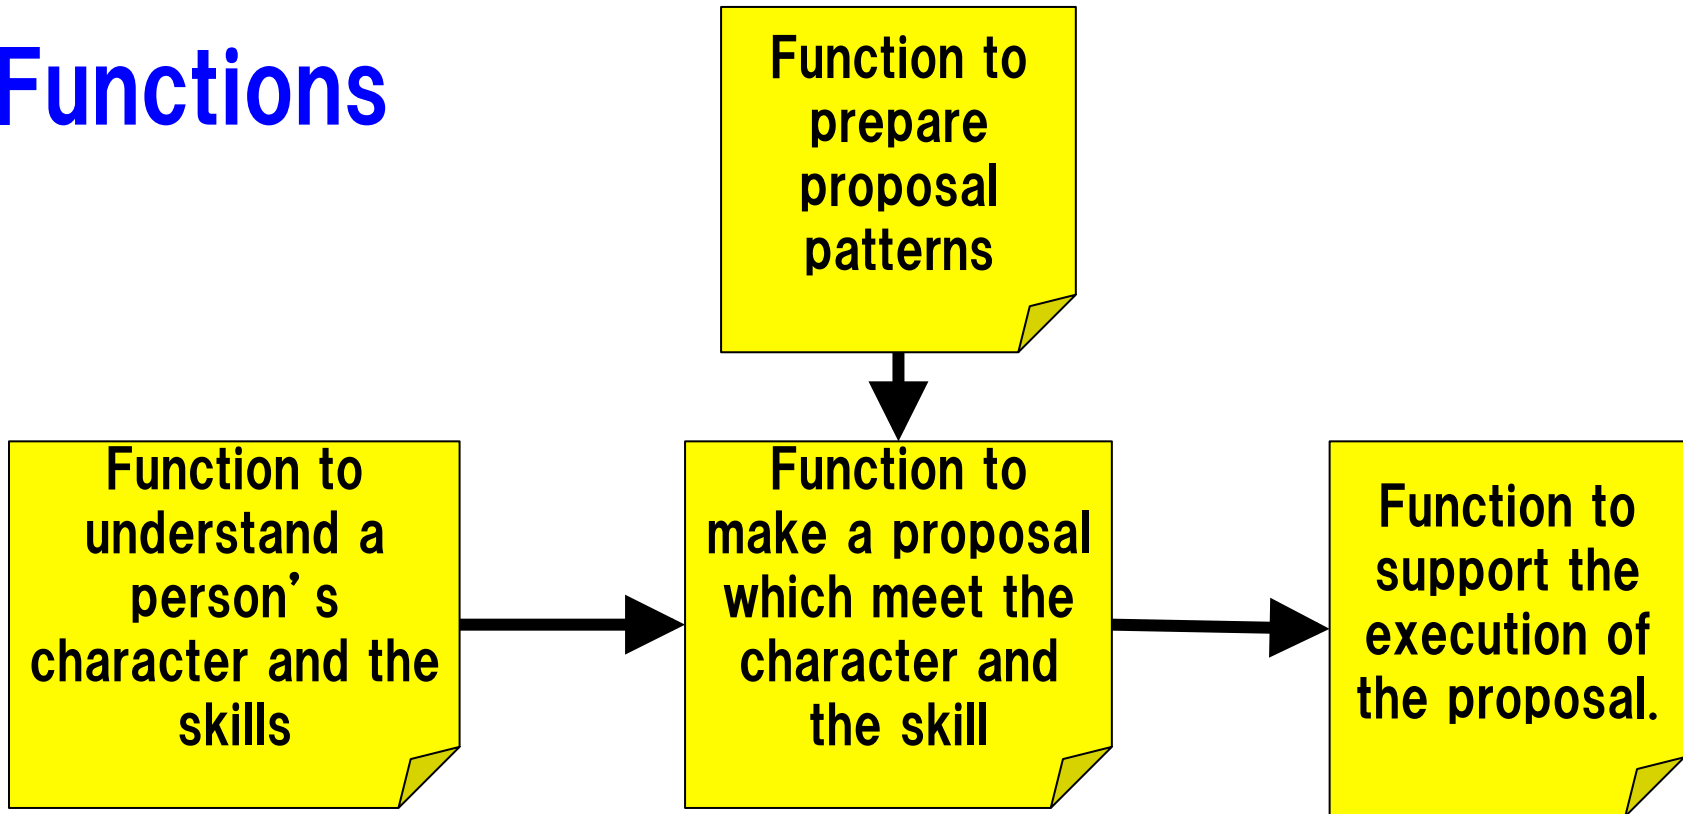 Functions
Function to
prepare
proposal
patterns
Function to
understand a
person’s
character and the
skills
Function to
make a proposal
which meet the
character and
the skill
Function to
support the
execution of
the proposal.